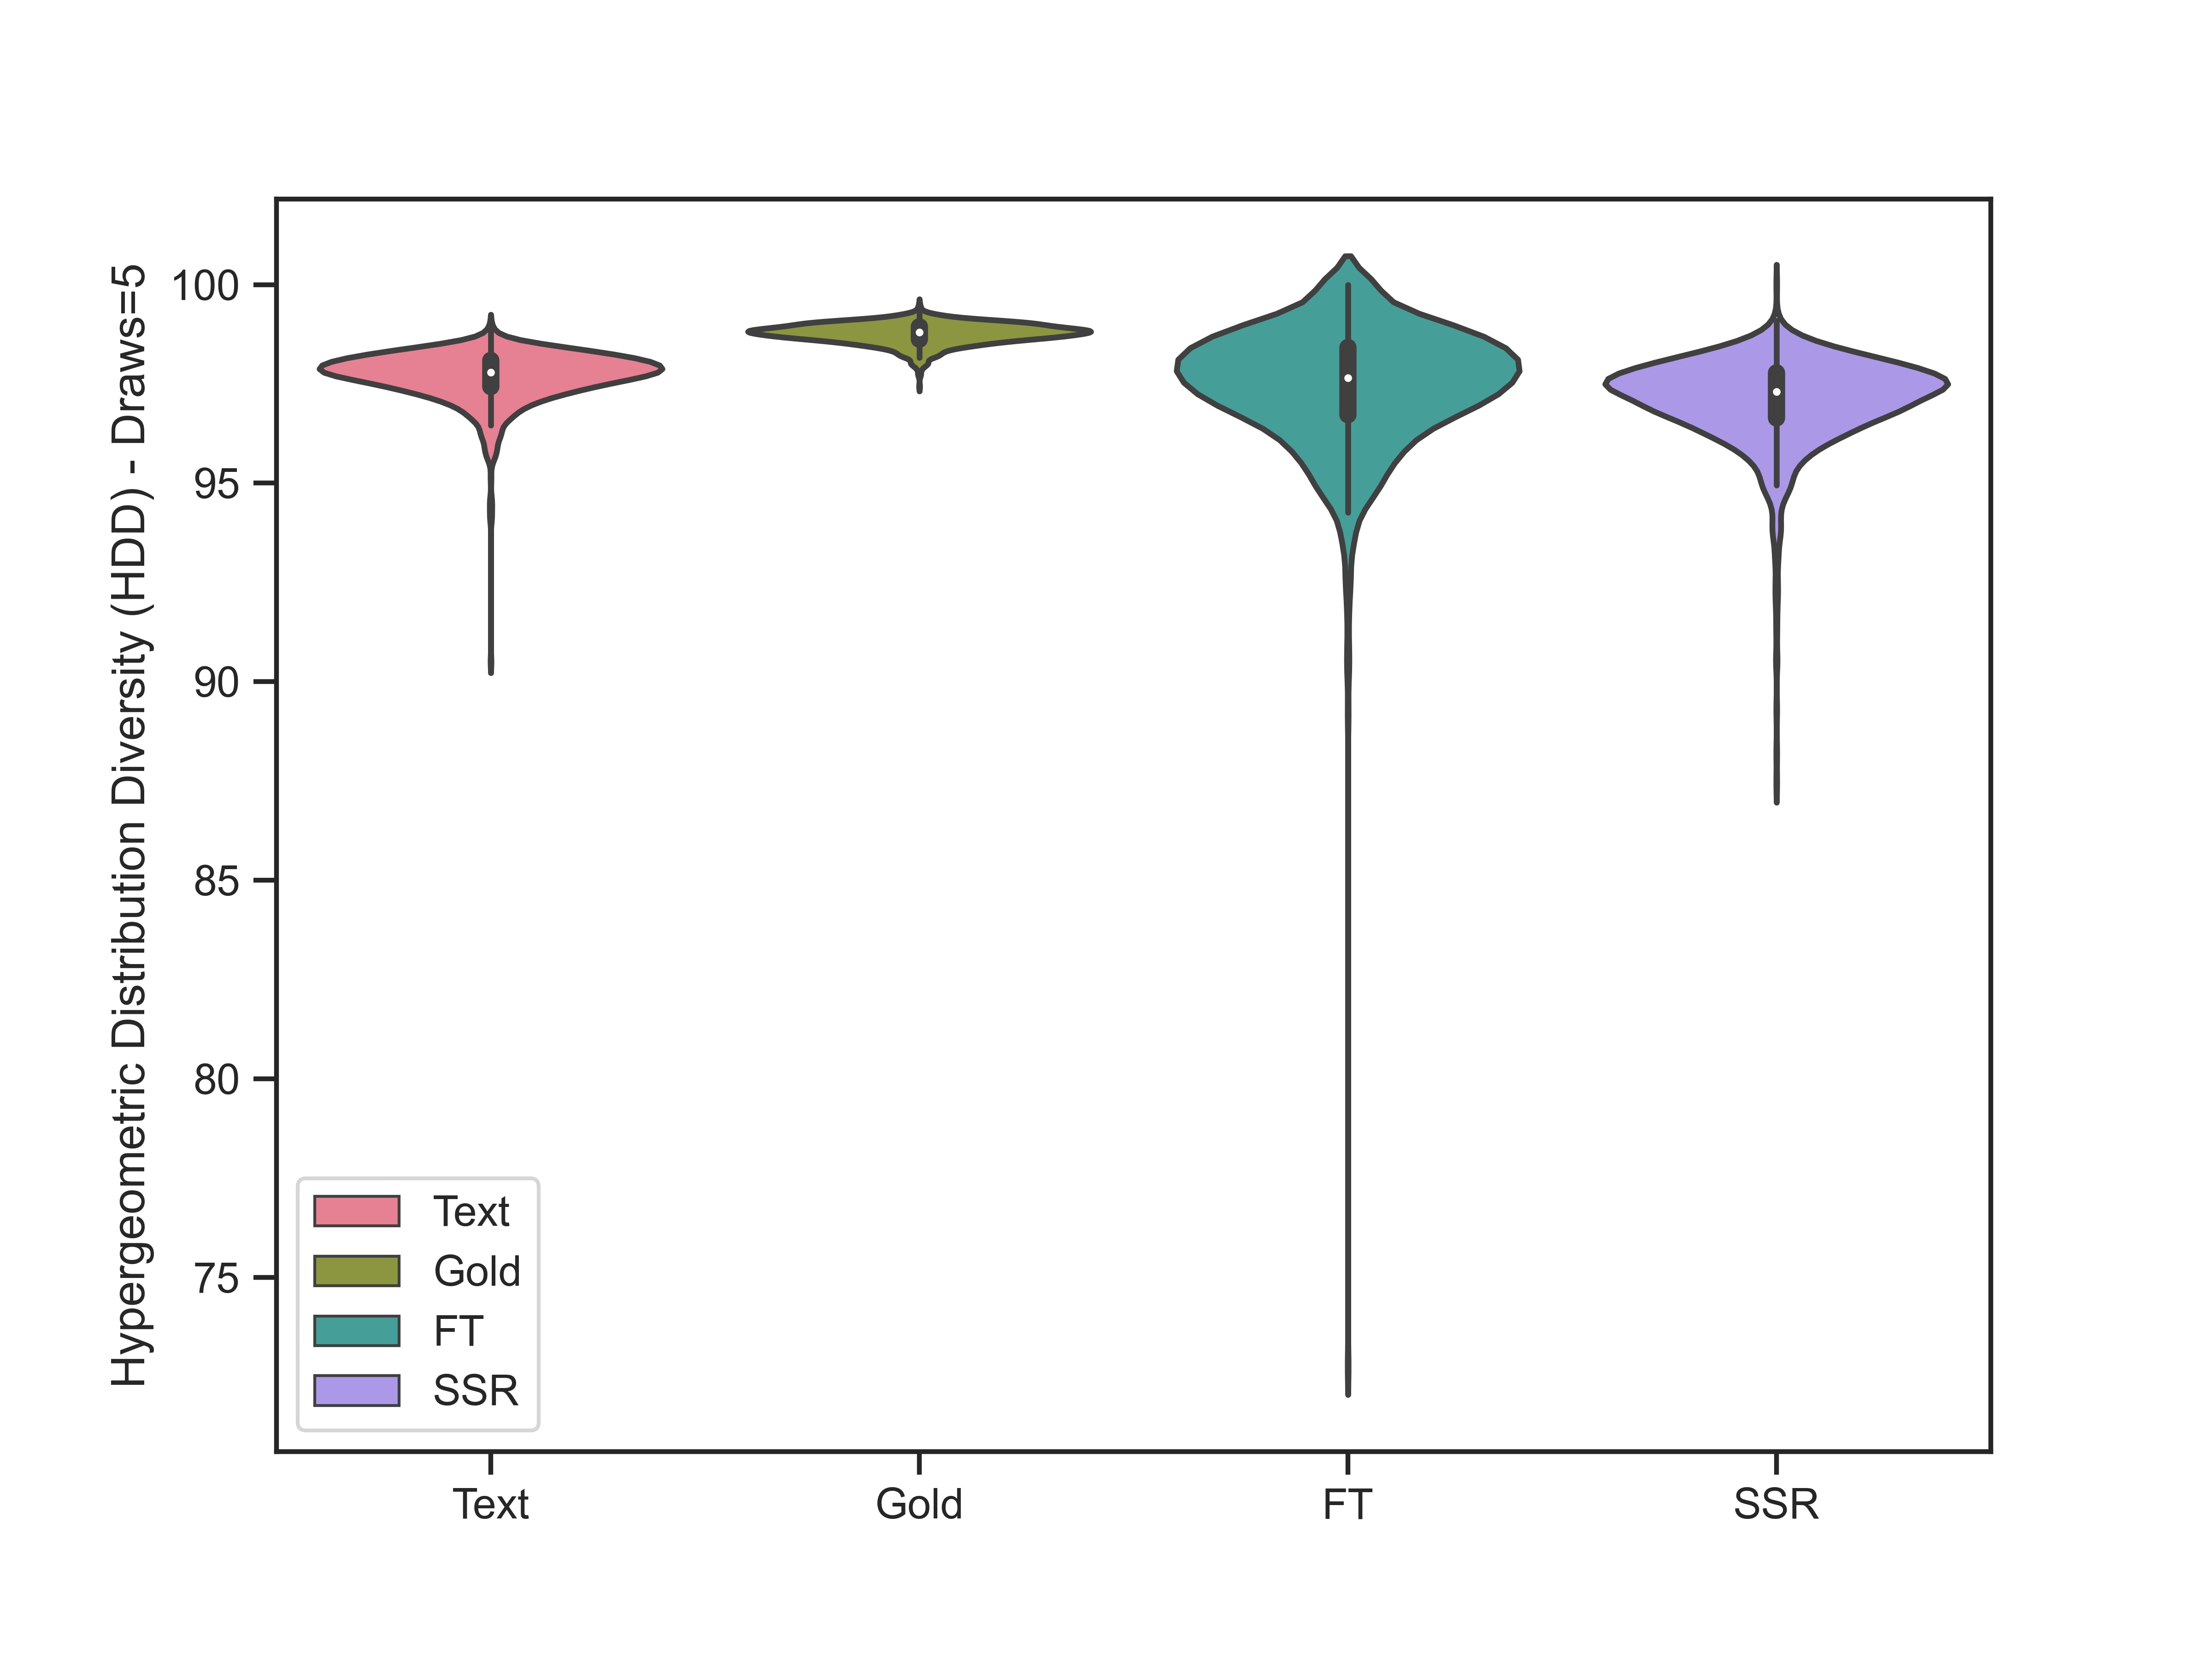 Hypergeometric Distribution Diversity (HDD) - Draws=5
100
95
90
85
80
75
Text
Gold
FT
SSR
Text
Gold
FT
SSR